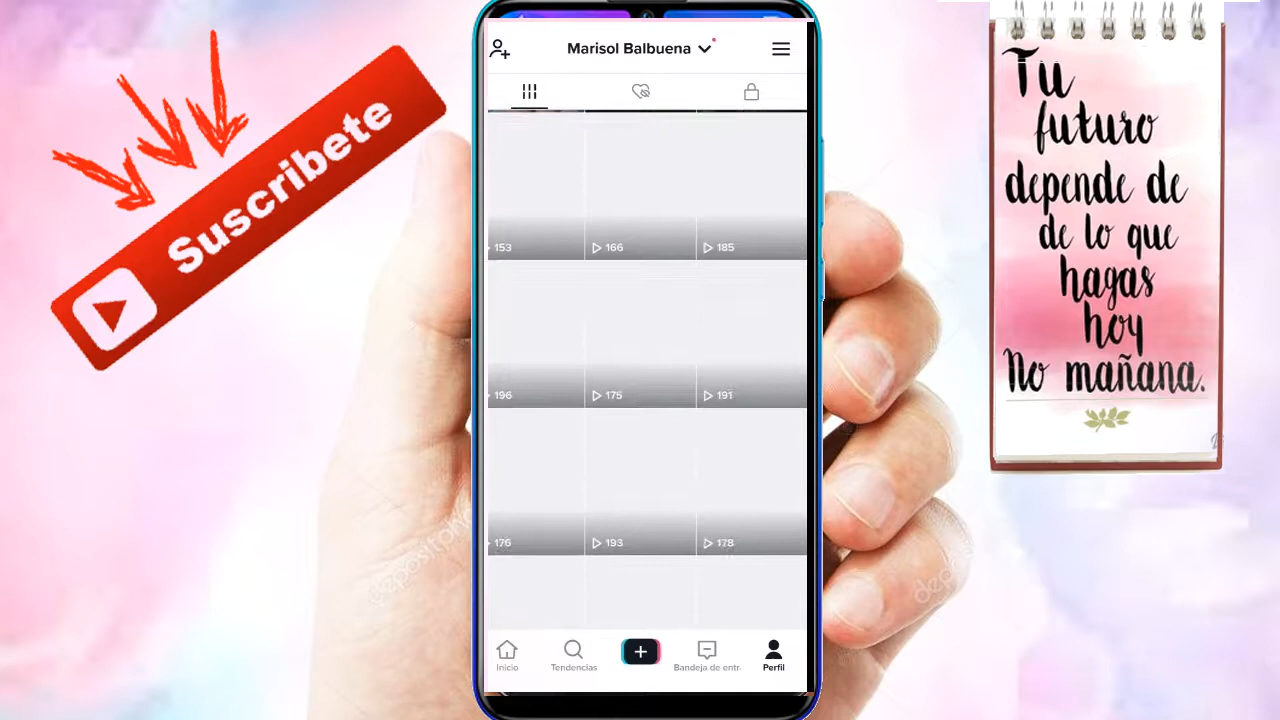 Suscribete
Marisol Balbuena
153
166
185
196
175
191
176
193
178
Inicio
Tendencias
Bandeja de entr
Perfil
Tu
futuro
depende de
de lo que
hagas
hoy
No mañana.